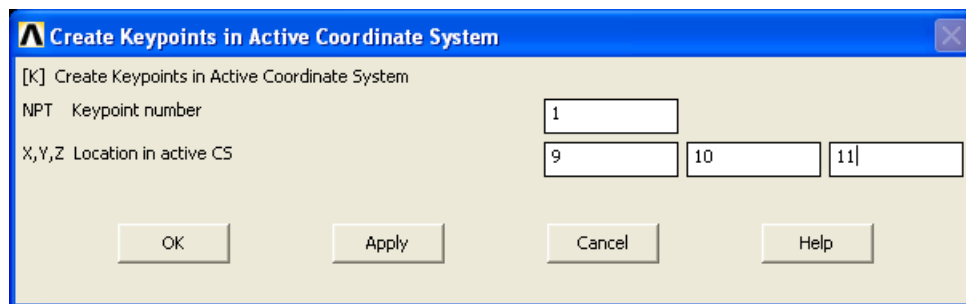 Create Keypoints in Active Coordinate System
[K] Create Keypoints in Active Coordinate System
NPT Keypoint number 1
X,Y,Z Location in active CS 9 10 11
OK Apply Cancel Help